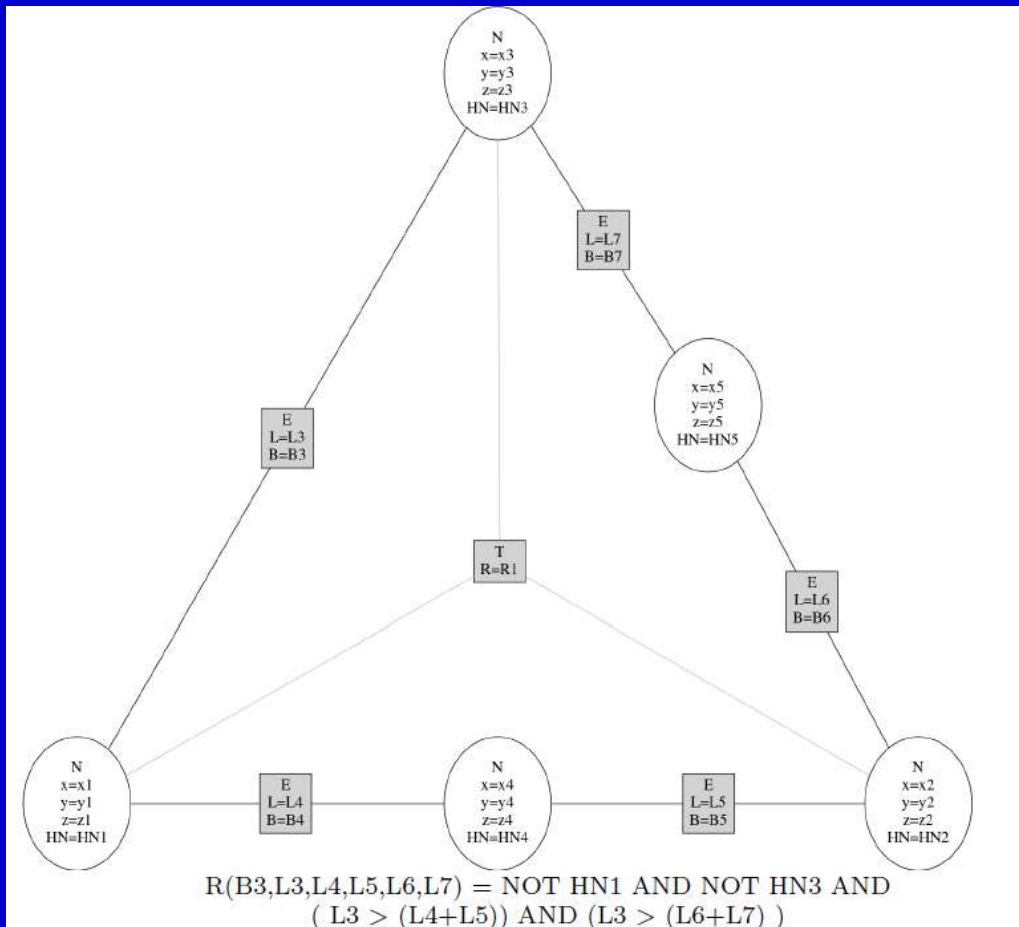 N
x=x3
y=y3
z=z3
HN=HN3
E
L=L7
B=B7
N
x=x5
y=y5
z=z5
HN=HN5
E
L=L3
B=B3
T
R=R1
E
L=L6
B=B6
N
x=x1
y=y1
z=z1
HN=HN1
E
L=L4
B=B4
N
x=x4
y=y4
z=z4
HN=HN4
E
L=L5
B=B5
N
x=x2
y=y2
z=z2
HN=HN2
R(B3,L3,L4,L5,L6,L7) = NOT HN1 AND NOT HN3 AND
( L3 > (L4+L5)) AND (L3 > (L6+L7) )